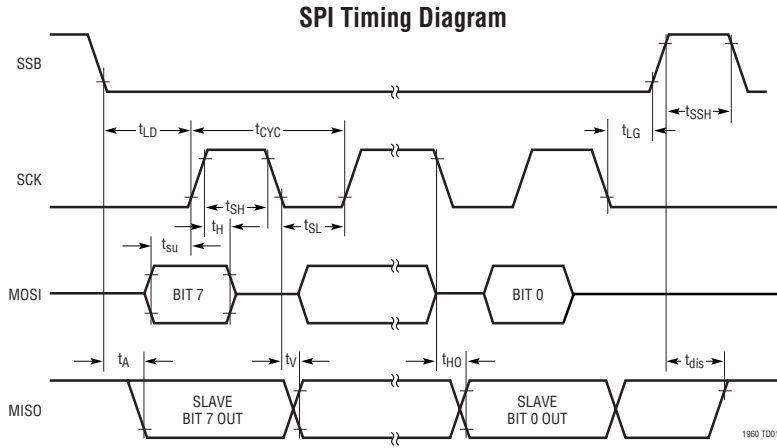 SPI Timing Diagram
SSB
tLD
tCYC
tLG
tSSH
SCK
tSH
tH
tSL
tsu
MOSI
BIT 7
BIT 0
tA
tV
tHO
tdis
MISO
SLAVE
BIT 7 OUT
SLAVE
BIT 0 OUT
1960 TD01